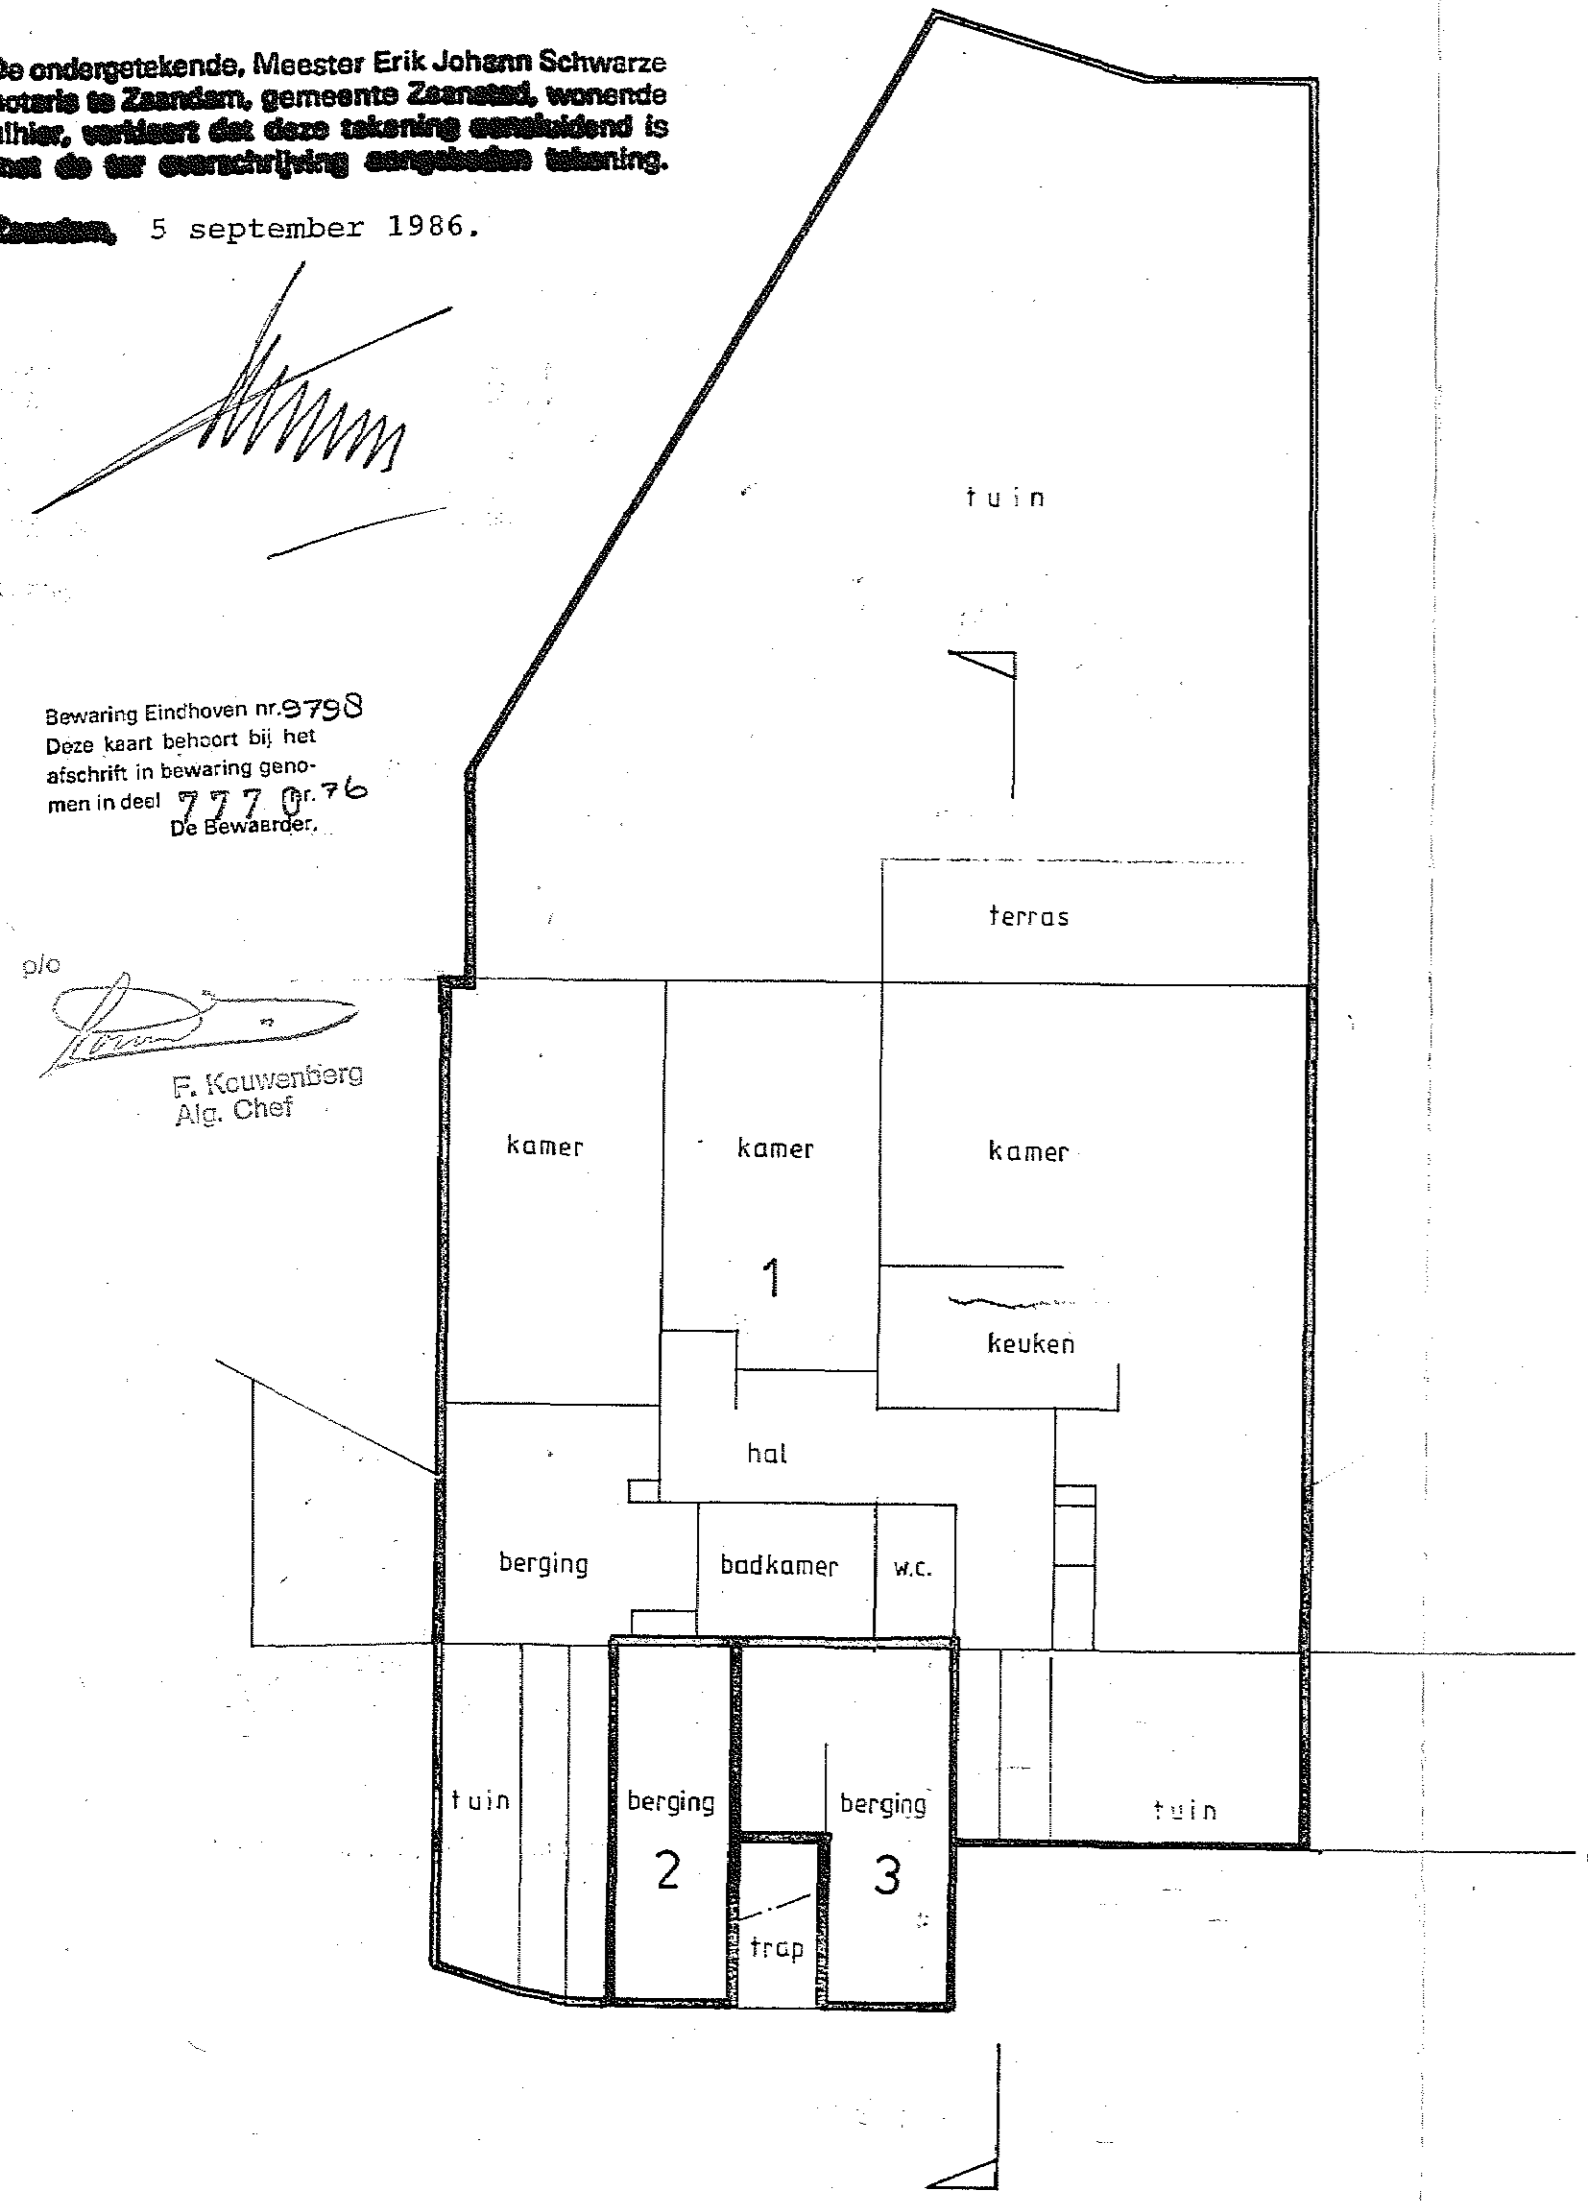 De ondergetekende, Meester Erik Johann Schwarze
notaris te Zaandam, gemeente Zaanstad, wonende
alhier, verklaart dat deze tekening eensluidend is
met de ter overschrijving aangeboden tekening.
Zaandam, 5 september 1986.
tuin
Bewaring Eindhoven nr. 9798
Deze kaart behoort bij het
afschrift in bewaring geno-
men in deel 7770 nr. 76
De Bewaarder,
terras
p/o
F. Kouwenberg
Alg. Chef
kamer kamer kamer
1
keuken
hal
berging badkamer w.c.
tuin berging berging tuin
2 3
trap